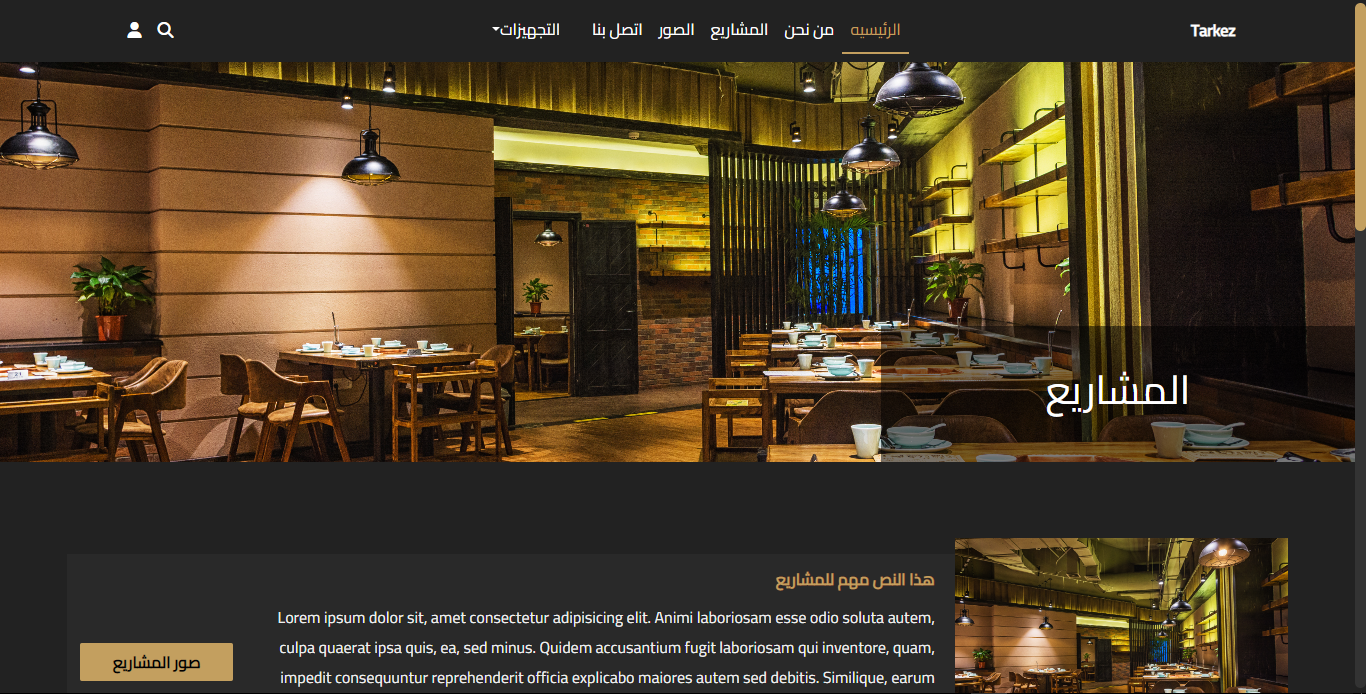 Tarkez
الرئيسيه
من نحن
المشاريع
الصور
اتصل بنا
التجهيزات
المشاريع
هذا النص مهم للمشاريع
Lorem ipsum dolor sit, amet consectetur adipisicing elit. Animi laboriosam esse odio soluta autem,
culpa quaerat ipsa quis, ea, sed minus. Quidem accusantium fugit laboriosam qui inventore, quam,
impedit consequuntur reprehenderit officia explicabo maiores autem sed debitis. Similique, earum
صور المشاريع